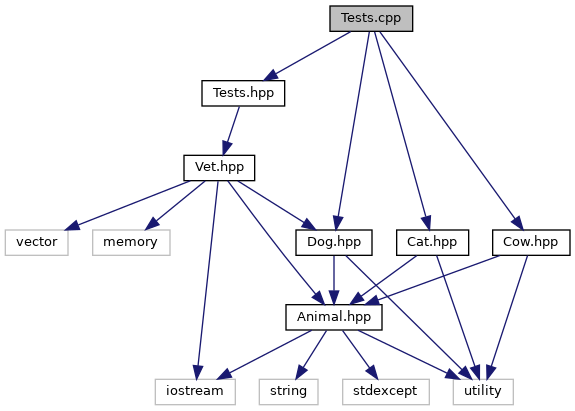 Tests.cpp
Tests.hpp
Vet.hpp
vector
memory
Dog.hpp
Cat.hpp
Cow.hpp
Animal.hpp
iostream
string
stdexcept
utility